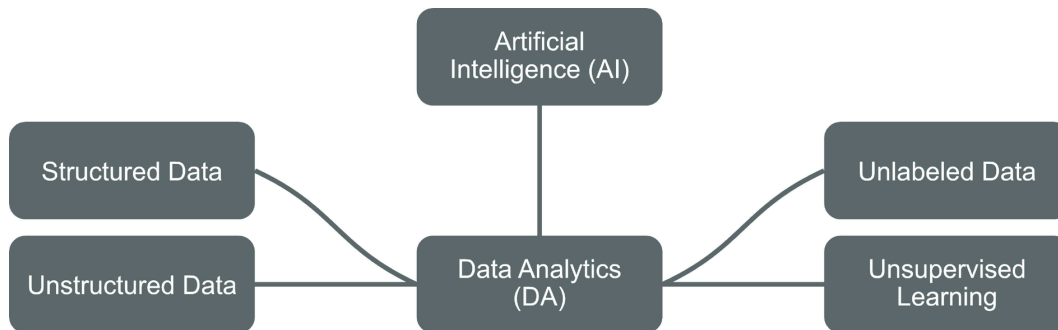 Artificial
Intelligence (AI)
Structured Data
Unlabeled Data
Unstructured Data
Data Analytics
(DA)
Unsupervised
Learning